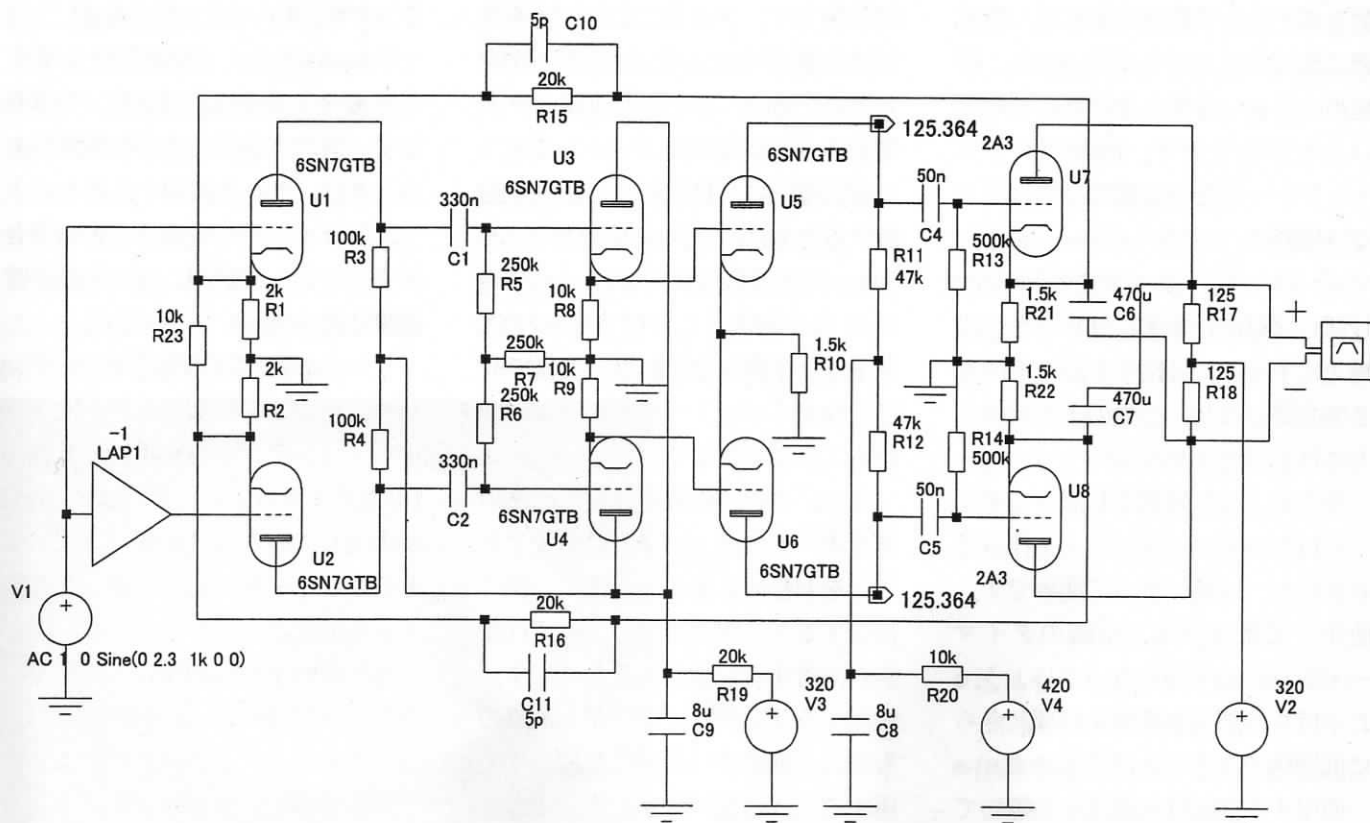 5p C10
20k
R15
125.364
2A3
6SN7GTB
U3
6SN7GTB
6SN7GTB
U7
U1
330n
U5
50n
100k
R3
C1
C4
500k
R13
2k
R1
250k
R5
10k
R8
R11
47k
10k
R23
1.5k
R21
470u
C6
125
R17
+
250k
R7
1.5k
R10
2k
R2
10k
R9
1.5k
R22
125
R18
250k
R6
470u
C7
-1
LAP1
100k
R4
47k
R12
R14
500k
330n
C2
50n
C5
U8
6SN7GTB
U4
U2
6SN7GTB
U6
6SN7GTB
2A3
V1
+
20k
R16
125.364
AC 1 0 Sine(0 2.3 1k 0 0)
C11
5p
20k
R19
320
V3
+
10k
R20
420
V4
+
320
V2
+
8u
C9
8u
C8